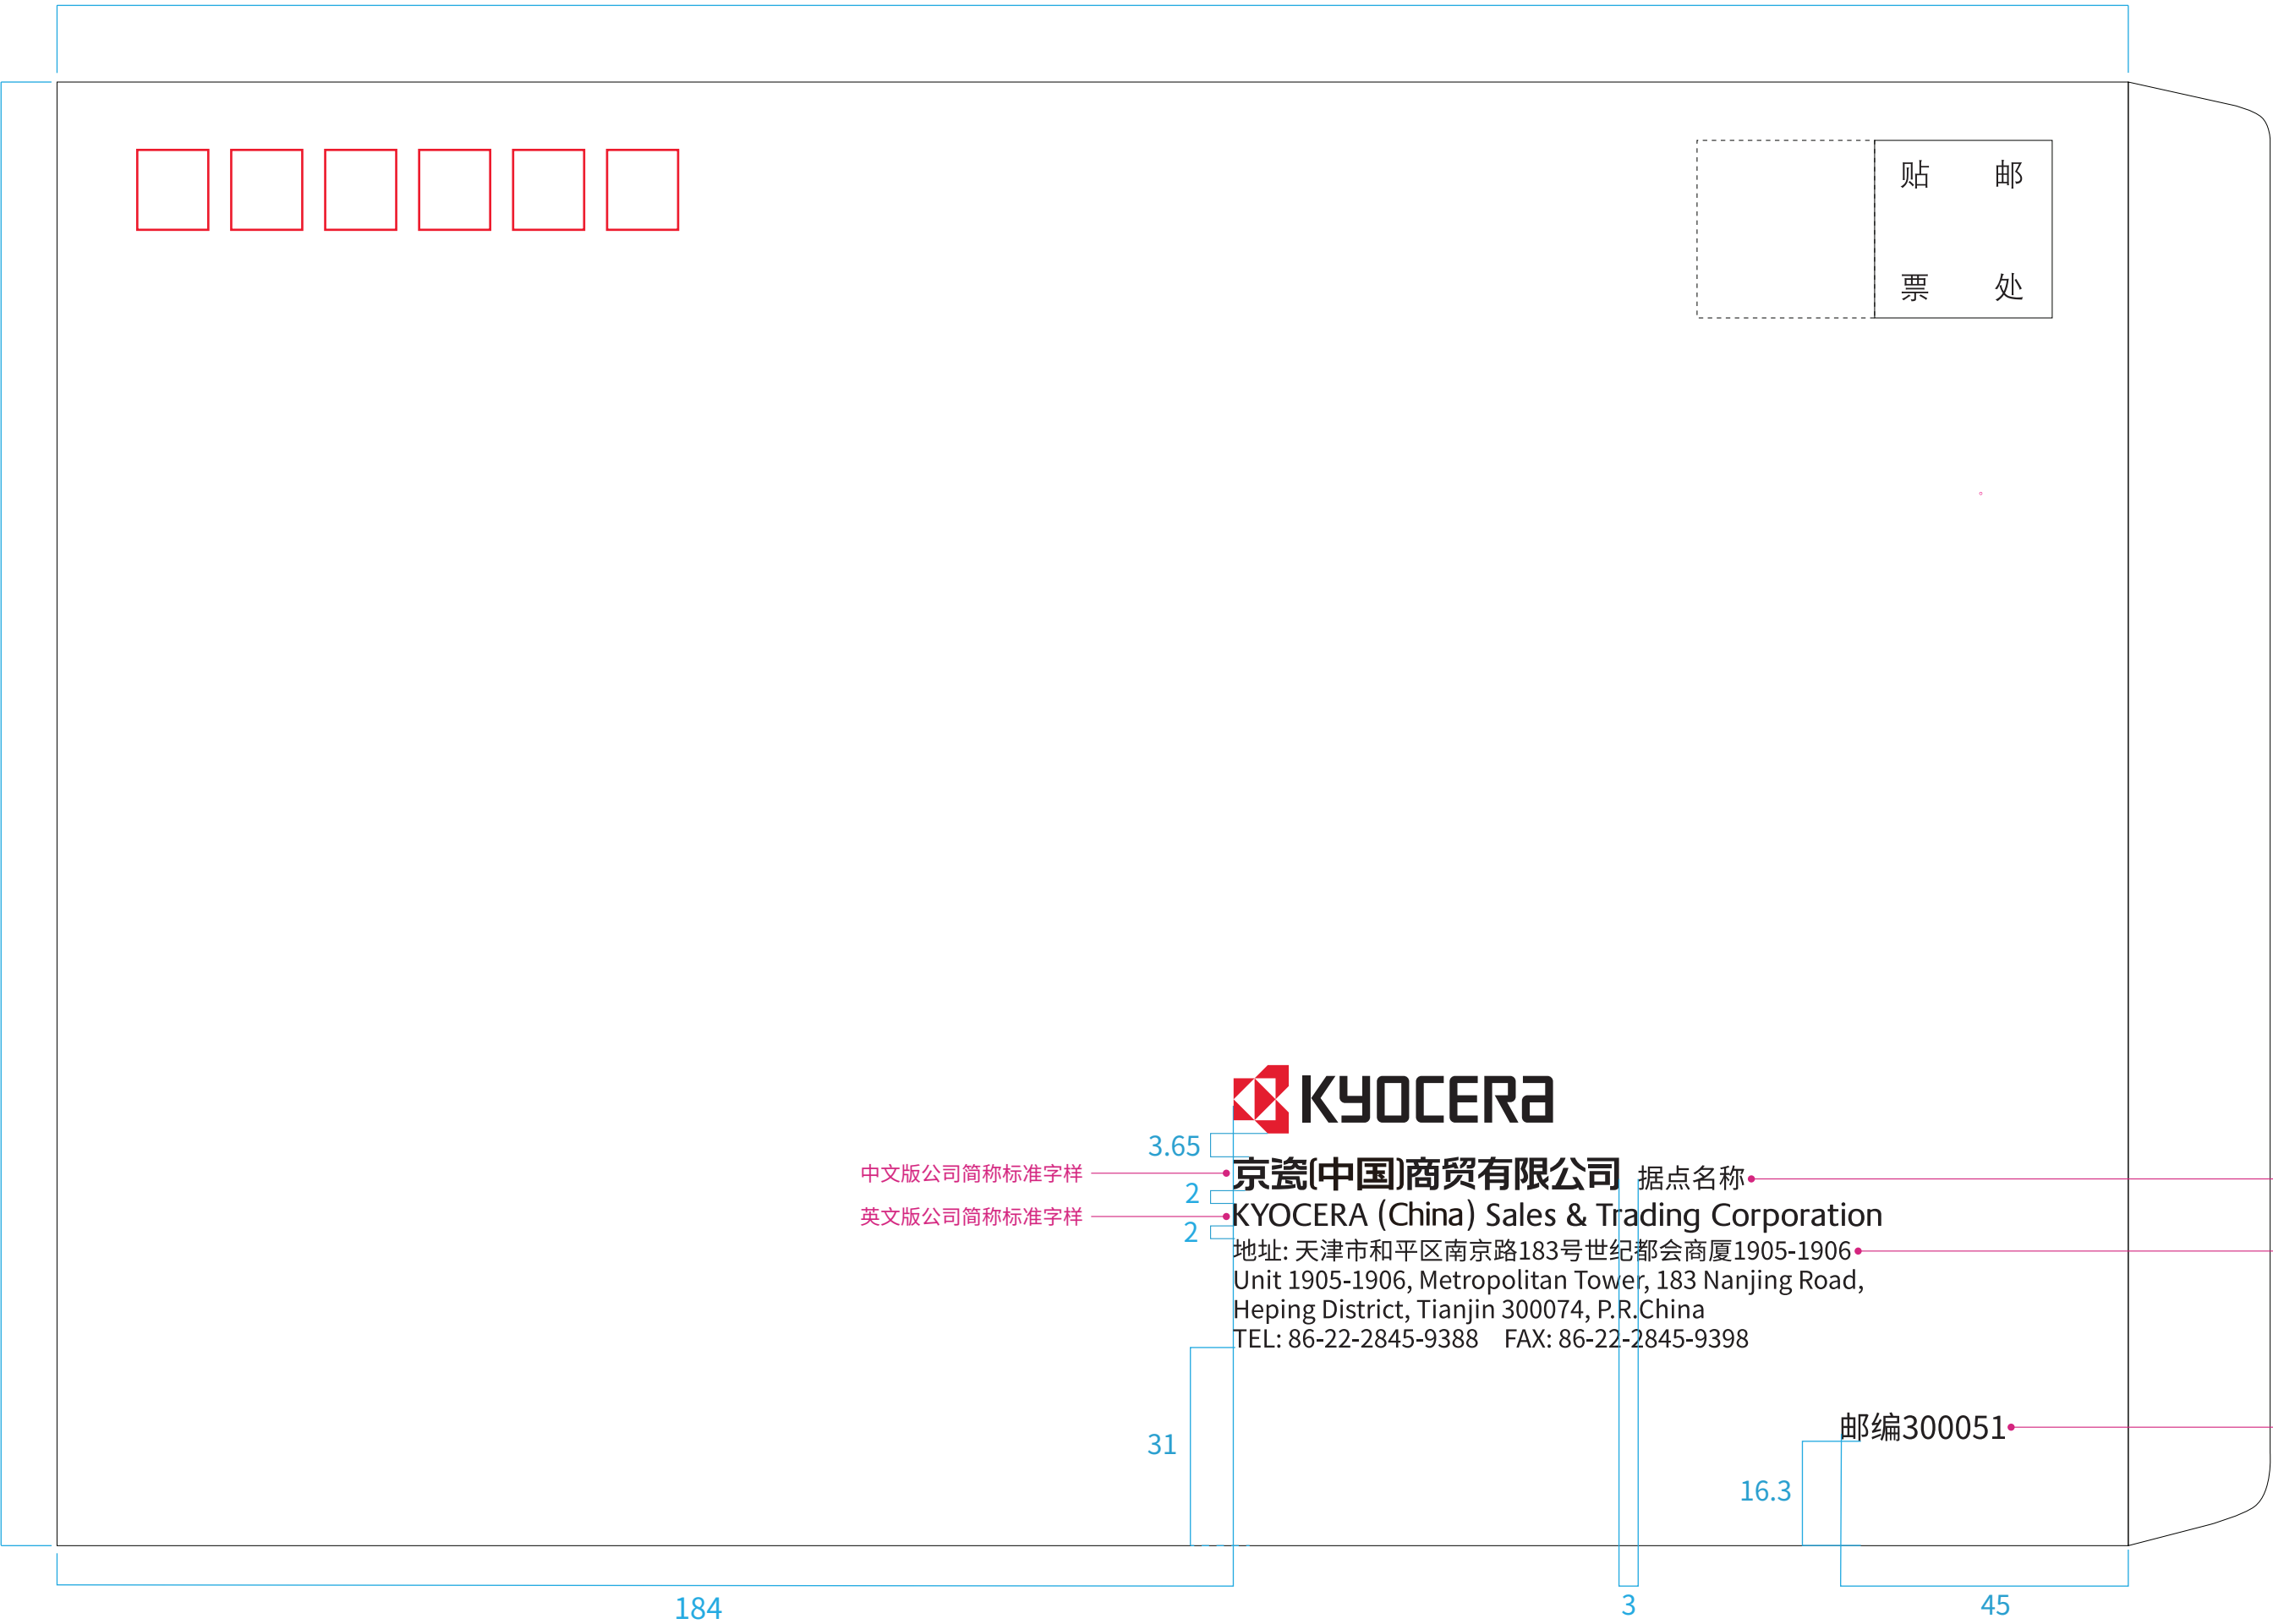 贴 邮
票 处
KYOCERA
3.65
中文版公司简称标准字样
京瓷(中国)商贸有限公司 据点名称
2
英文版公司简称标准字样
KYOCERA (China) Sales & Trading Corporation
2
地址: 天津市和平区南京路183号世纪都会商厦1905-1906
Unit 1905-1906, Metropolitan Tower, 183 Nanjing Road,
Heping District, Tianjin 300074, P.R.China
TEL: 86-22-2845-9388 FAX: 86-22-2845-9398
邮编300051
31
16.3
184
3
45